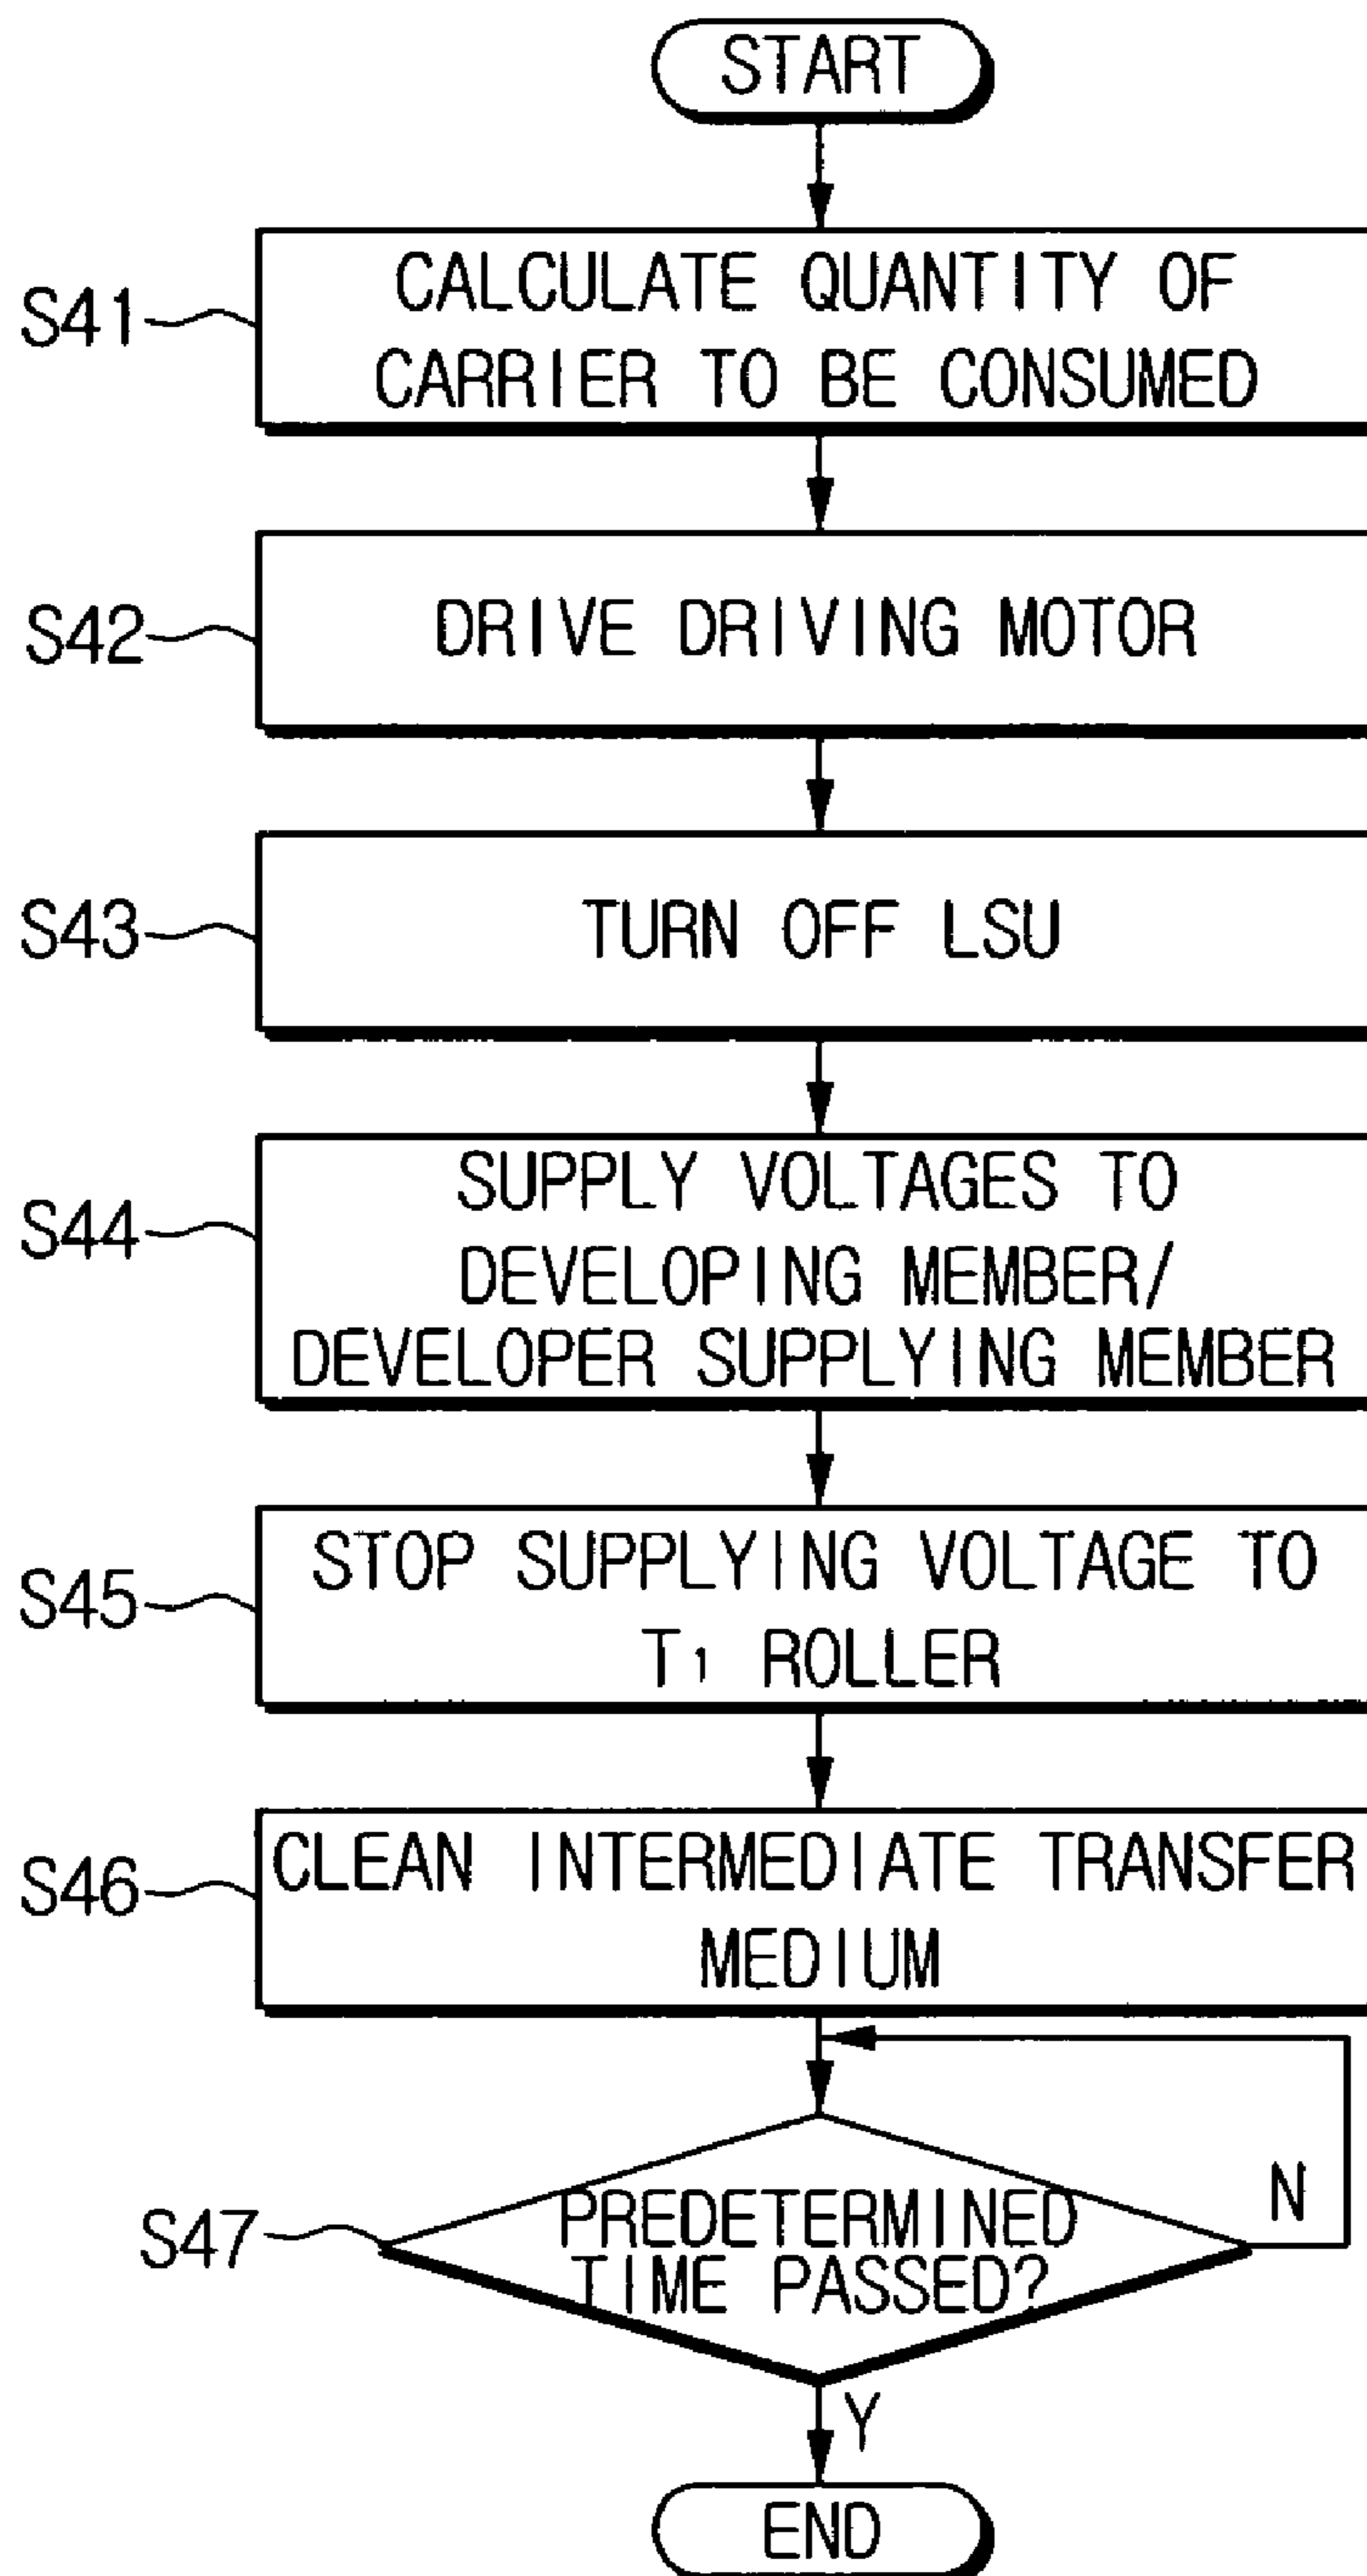 START
S41
CALCULATE QUANTITY OF
CARRIER TO BE CONSUMED
S42
DRIVE DRIVING MOTOR
S43
TURN OFF LSU
S44
SUPPLY VOLTAGES TO
DEVELOPING MEMBER/
DEVELOPER SUPPLYING MEMBER
S45
STOP SUPPLYING VOLTAGE TO
T1 ROLLER
S46
CLEAN INTERMEDIATE TRANSFER
MEDIUM
S47
PREDETERMINED
TIME PASSED?
N
Y
END